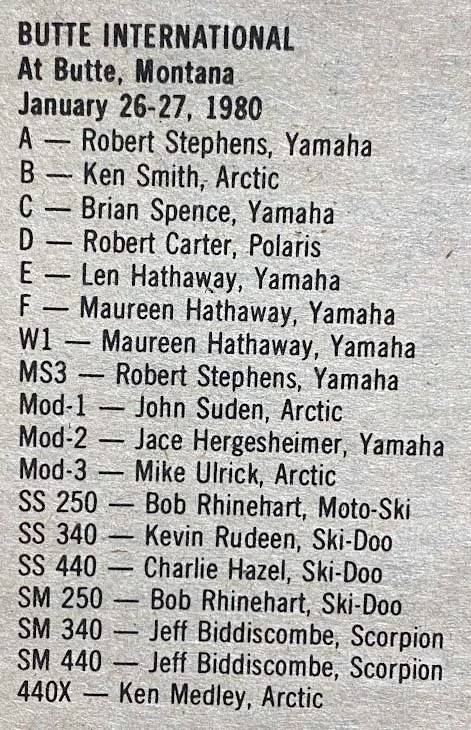 BUTTE INTERNATIONAL
At Butte, Montana
January 26-27, 1980
A — Robert Stephens, Yamaha
B — Ken Smith, Arctic
C — Brian Spence, Yamaha
D — Robert Carter, Polaris
E — Len Hathaway, Yamaha
F — Maureen Hathaway, Yamaha
W1 — Maureen Hathaway, Yamaha
MS3 — Robert Stephens, Yamaha
Mod-1 — John Suden, Arctic
Mod-2 — Jace Hergesheimer, Yamaha
Mod-3 — Mike Ulrick, Arctic
SS 250 — Bob Rhinehart, Moto-Ski
SS 340 — Kevin Rudeen, Ski-Doo
SS 440 — Charlie Hazel, Ski-Doo
SM 250 — Bob Rhinehart, Ski-Doo
SM 340 — Jeff Biddiscombe, Scorpion
SM 440 — Jeff Biddiscombe, Scorpion
440X — Ken Medley, Arctic